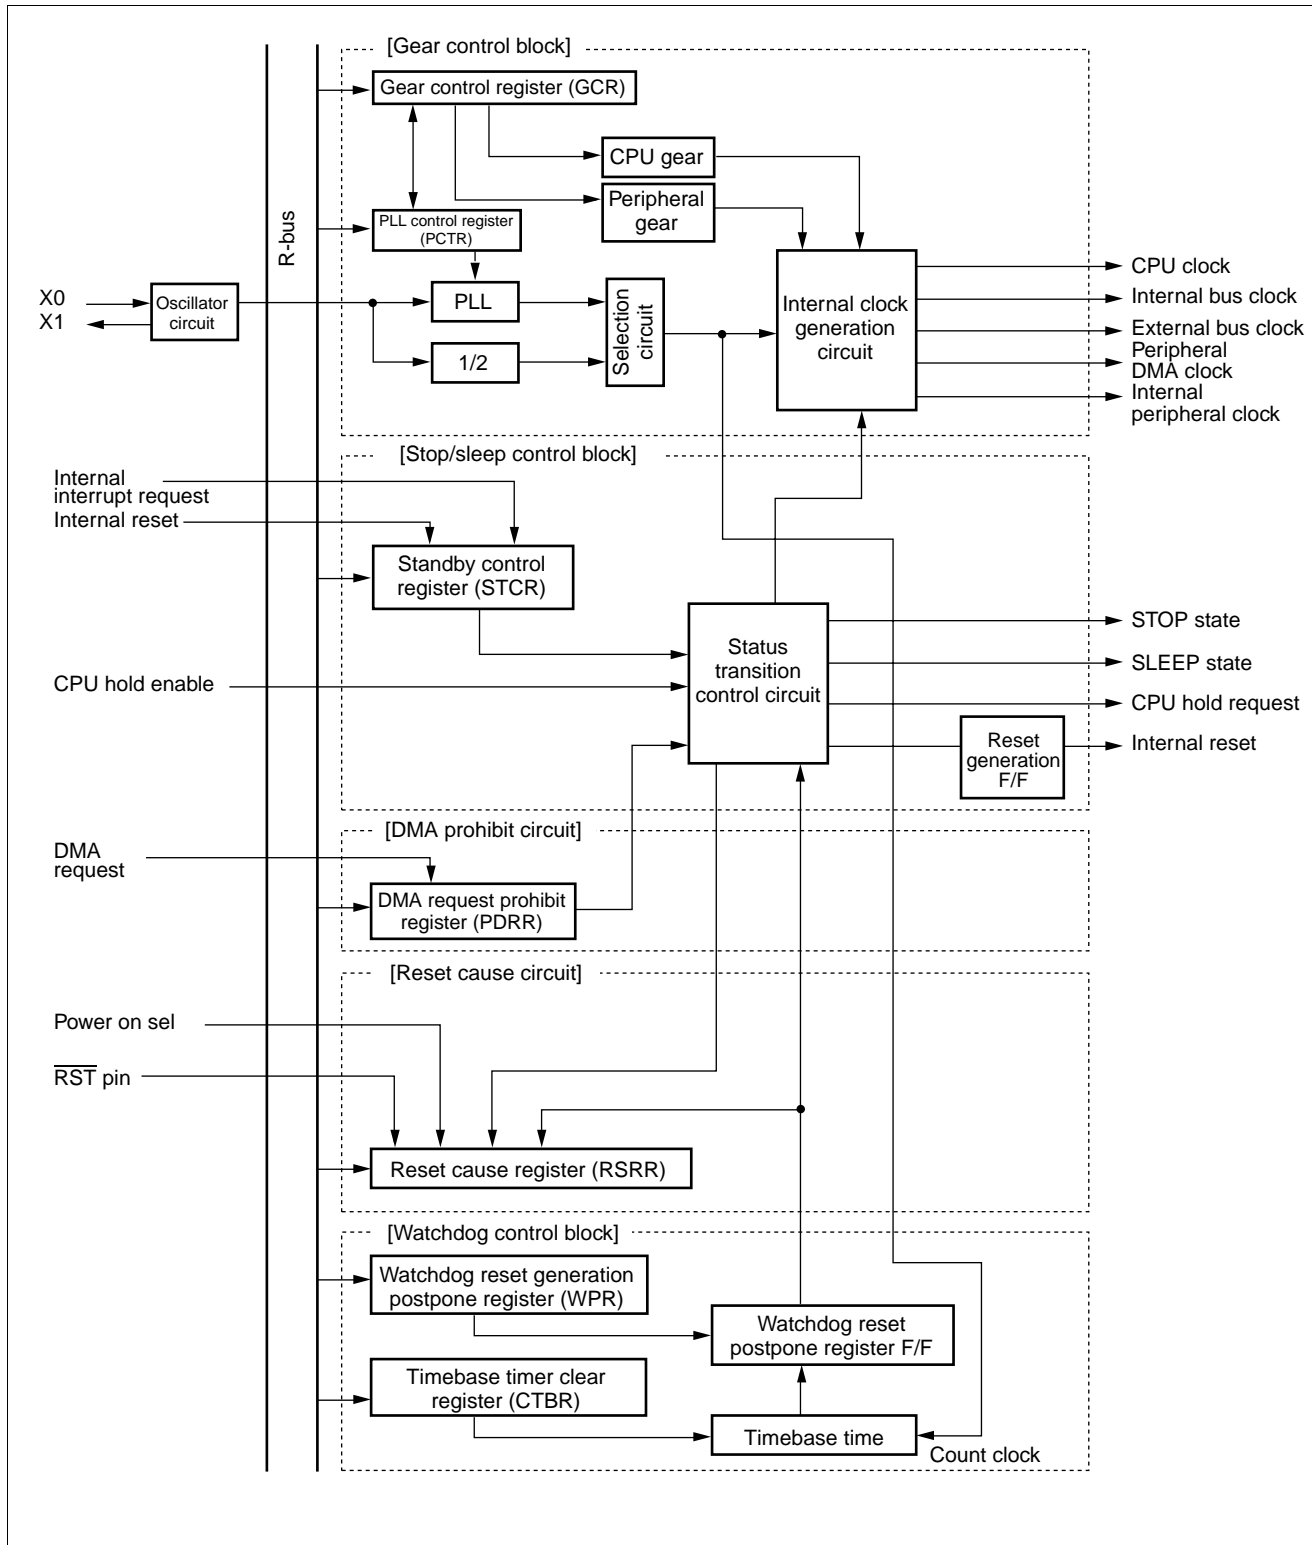 [Gear control block]
Gear control register (GCR)
CPU gear
Peripheral
gear
R-bus
PLL control register
(PCTR)
X0
X1
Oscillator
circuit
PLL
1/2
Selection
circuit
Internal clock
generation
circuit
CPU clock
Internal bus clock
External bus clock
Peripheral
DMA clock
Internal
peripheral clock
[Stop/sleep control block]
Internal
interrupt request
Internal reset
Standby control
register (STCR)
CPU hold enable
Status
transition
control circuit
STOP state
SLEEP state
CPU hold request
Reset
generation
F/F
Internal reset
[DMA prohibit circuit]
DMA
request
DMA request prohibit
register (PDRR)
[Reset cause circuit]
Power on sel
RST pin
Reset cause register (RSRR)
[Watchdog control block]
Watchdog reset generation
postpone register (WPR)
Watchdog reset
postpone register F/F
Timebase timer clear
register (CTBR)
Timebase time
Count clock